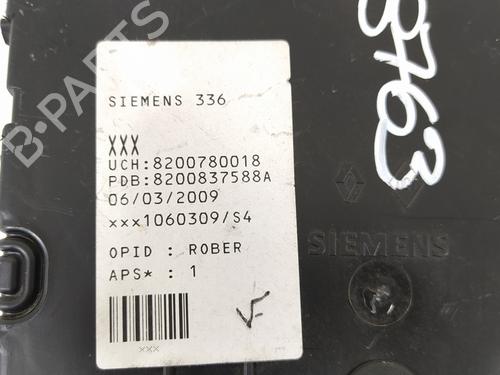 SIEMENS 336
XXX
UCH:8200780018
PDB:8200837588A
06/03/2009
xxx1060309/S4
OPID : ROBER
APS* : 1
xxx
8763
SIEMENS
B-PARTS